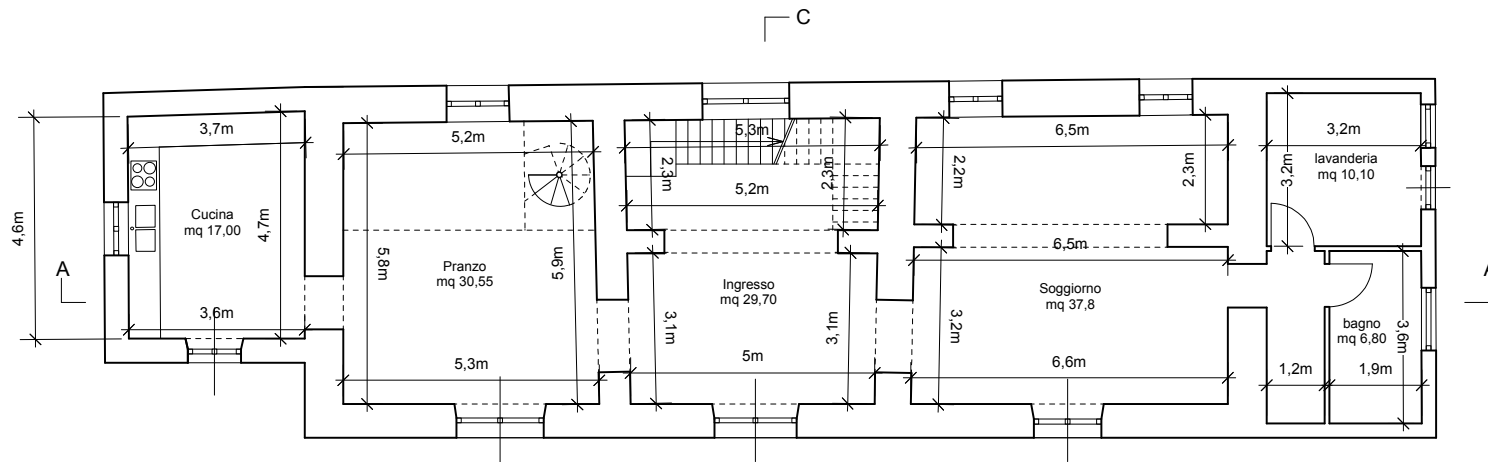 C
3,7m
4,6m
Cucina
mq 17,00
4,7m
3,6m
A
5,2m
5,8m
Pranzo
mq 30,55
5,9m
5,3m
5,3m
2,3m
2,3m
5,2m
Ingresso
mq 29,70
3,1m
3,1m
5m
6,5m
2,2m
2,3m
6,5m
Soggiorno
mq 37,8
3,2m
6,6m
3,2m
lavanderia
mq 10,10
3,2m
bagno
mq 6,80
3,6m
1,2m
1,9m